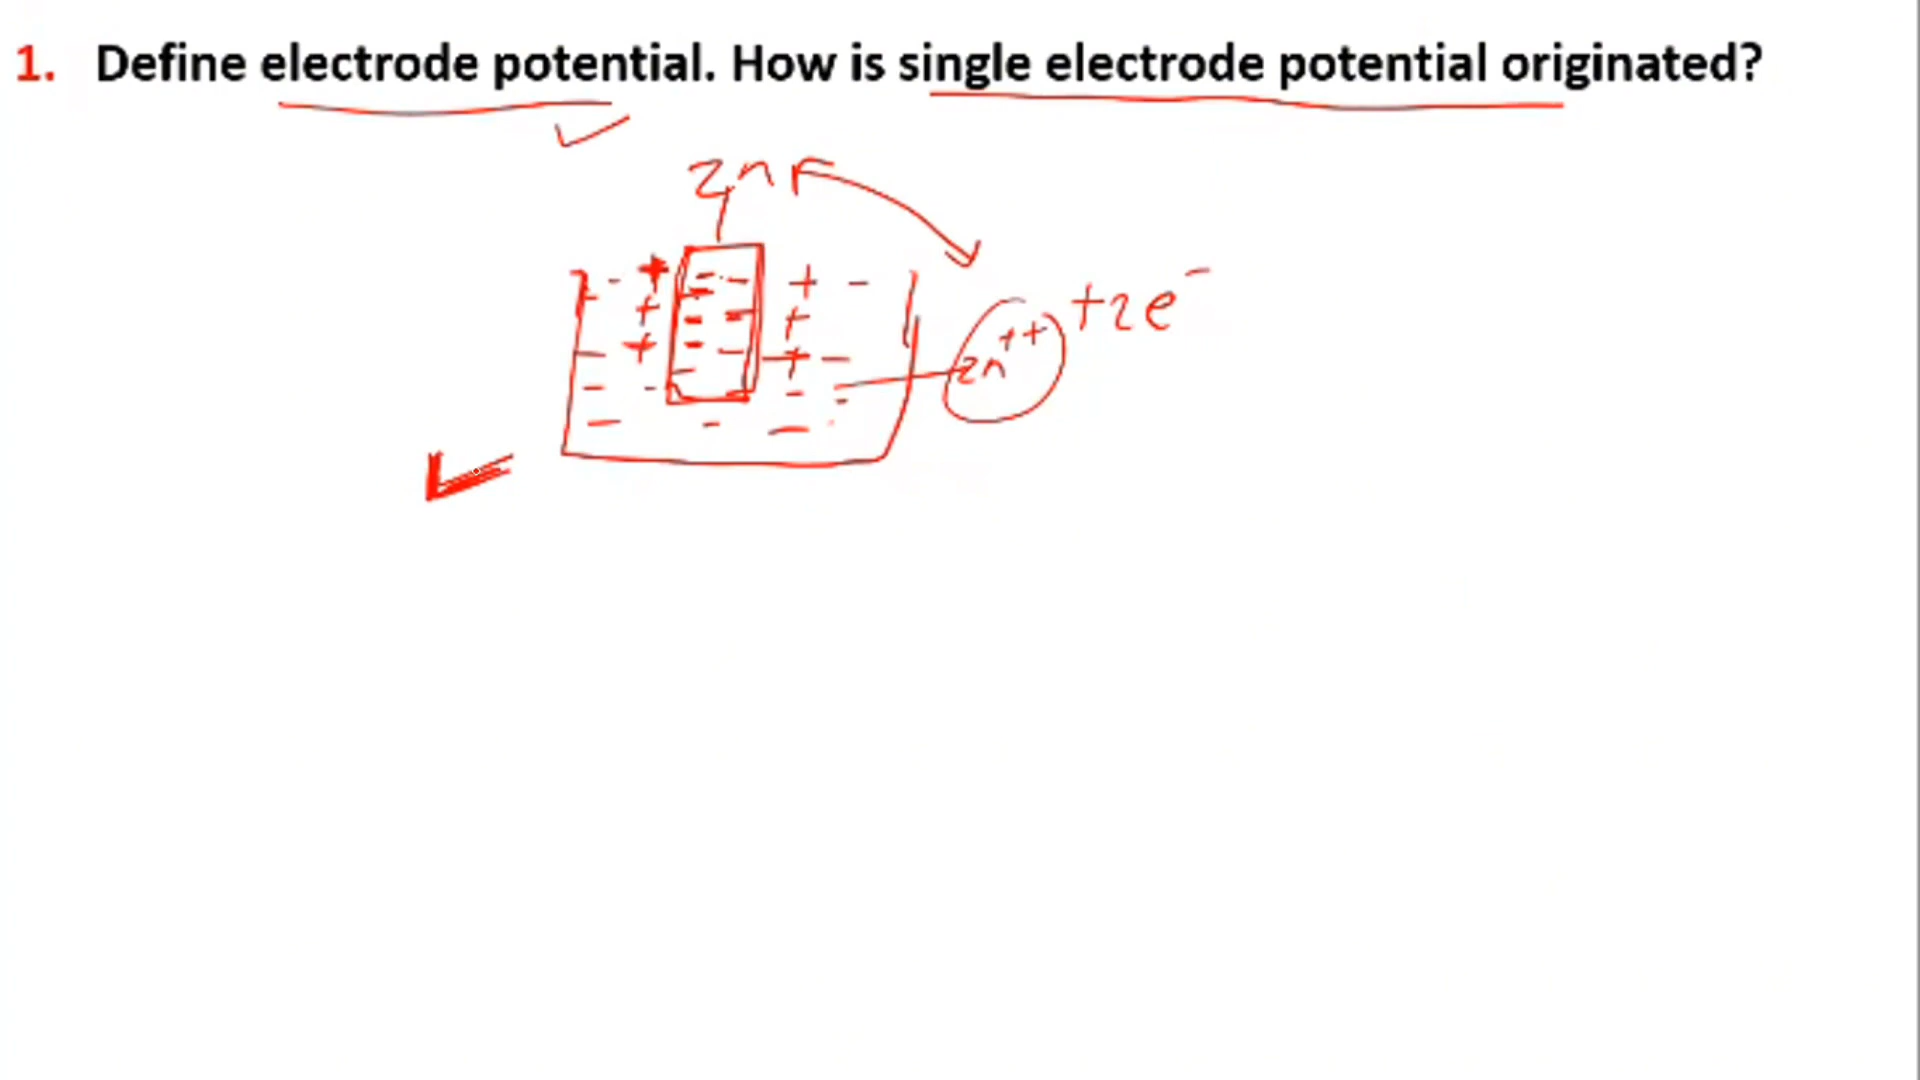 1. Define electrode potential. How is single electrode potential originated?
Zn
Zn++ +2e-